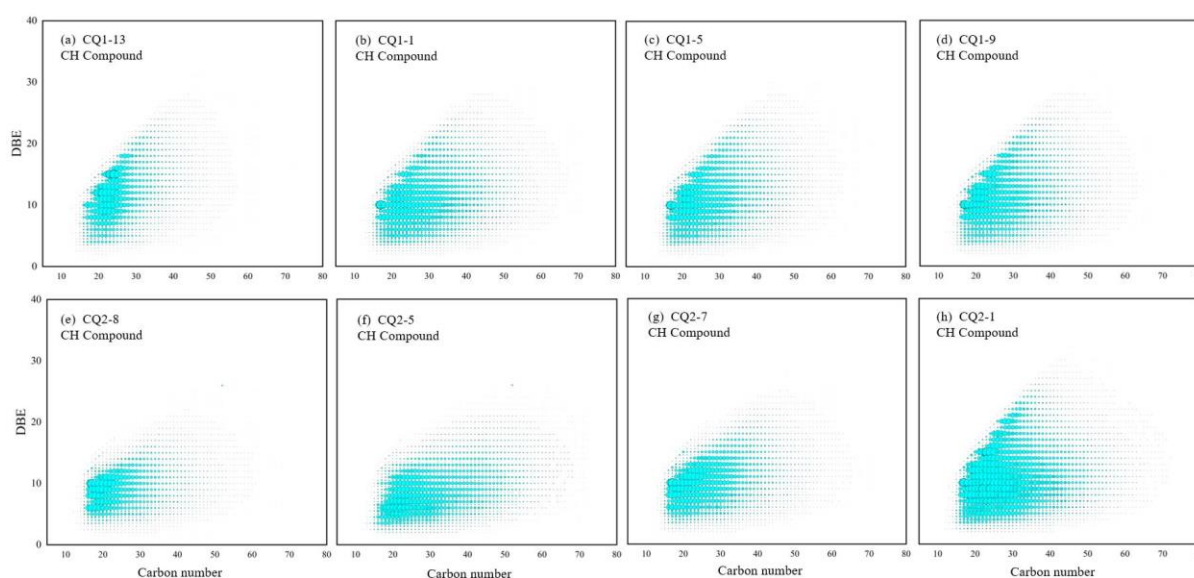 (a) CQ1-13
CH Compound
(b) CQ1-1
CH Compound
(c) CQ1-5
CH Compound
(d) CQ1-9
CH Compound
DBE
40
30
20
10
0
10 20 30 40 50 60 70 80
10 20 30 40 50 60 70 80
10 20 30 40 50 60 70 80
10 20 30 40 50 60 70
(e) CQ2-8
CH Compound
(f) CQ2-5
CH Compound
(g) CQ2-7
CH Compound
(h) CQ2-1
CH Compound
DBE
40
30
20
10
0
10 20 30 40 50 60 70 80
10 20 30 40 50 60 70 80
10 20 30 40 50 60 70 80
10 20 30 40 50 60 70
Carbon number
Carbon number
Carbon number
Carbon number